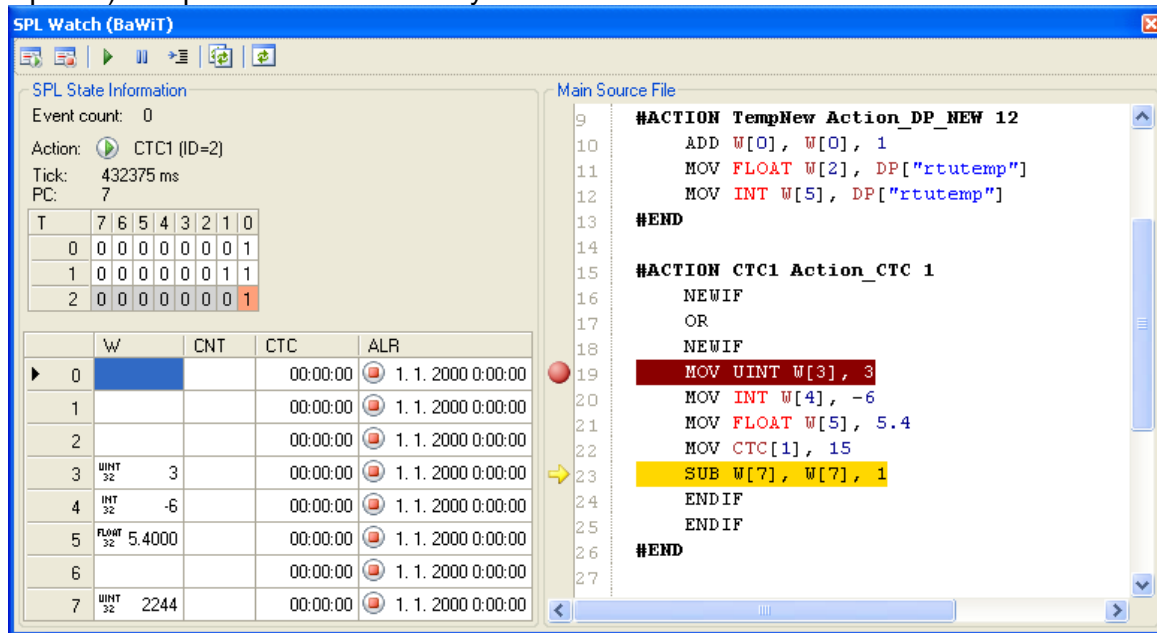 SPL Watch (BaWiT)
SPL State Information
Event count: 0
Action: CTC1 (ID=2)
Tick: 432375 ms
PC: 7
T 7 6 5 4 3 2 1 0
0 0 0 0 0 0 0 0 1
1 0 0 0 0 0 0 1 1
2 0 0 0 0 0 0 0 1
W CNT CTC ALR
0 00:00:00 1. 1. 2000 0:00:00
1 00:00:00 1. 1. 2000 0:00:00
2 00:00:00 1. 1. 2000 0:00:00
3 UINT 32 3 00:00:00 1. 1. 2000 0:00:00
4 INT 32 -6 00:00:00 1. 1. 2000 0:00:00
5 FLOAT 32 5.4000 00:00:00 1. 1. 2000 0:00:00
6 00:00:00 1. 1. 2000 0:00:00
7 UINT 32 2244 00:00:00 1. 1. 2000 0:00:00
Main Source File
9 #ACTION TempNew Action_DP_NEW 12
10 ADD W[0], W[0], 1
11 MOV FLOAT W[2], DP["rtutemp"]
12 MOV INT W[5], DP["rtutemp"]
13 #END
14
15 #ACTION CTC1 Action_CTC 1
16 NEWIF
17 OR
18 NEWIF
19 MOV UINT W[3], 3
20 MOV INT W[4], -6
21 MOV FLOAT W[5], 5.4
22 MOV CTC[1], 15
23 SUB W[7], W[7], 1
24 ENDIF
25 ENDIF
26 #END
27